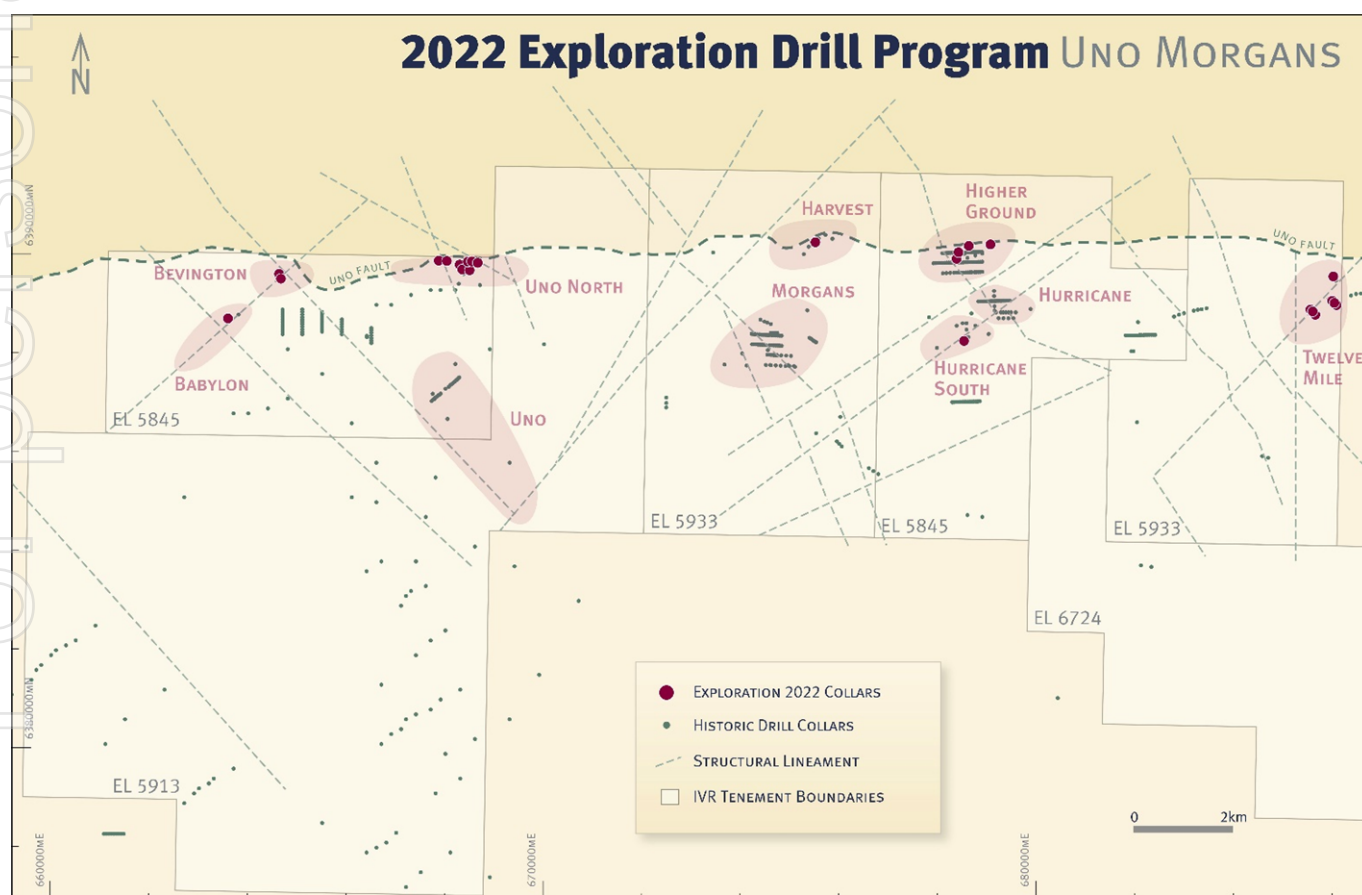 2022 Exploration Drill Program UNO MORGANS
N
6390000MN
HARVEST
HIGHER
GROUND
BEVINGTON
UNO FAULT
UNO NORTH
MORGANS
HURRICANE
UNO FAULT
BABYLON
HURRICANE
SOUTH
TWELVE
MILE
EL 5845
UNO
EL 5933
EL 5845
EL 5933
EL 6724
6380000MN
EL 5913
EXPLORATION 2022 COLLARS
HISTORIC DRILL COLLARS
STRUCTURAL LINEAMENT
IVR TENEMENT BOUNDARIES
0 2km
660000ME
670000ME
680000ME